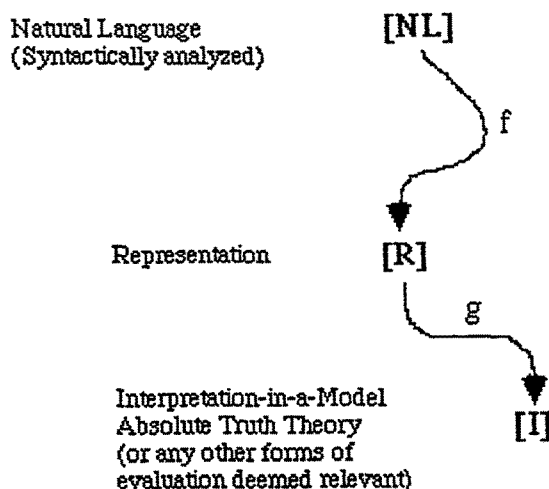 Natural Language [NL]
(Syntactically analyzed)
f
Representation [R]
g
Interpretation-in-a-Model
Absolute Truth Theory [I]
(or any other forms of
evaluation deemed relevant)